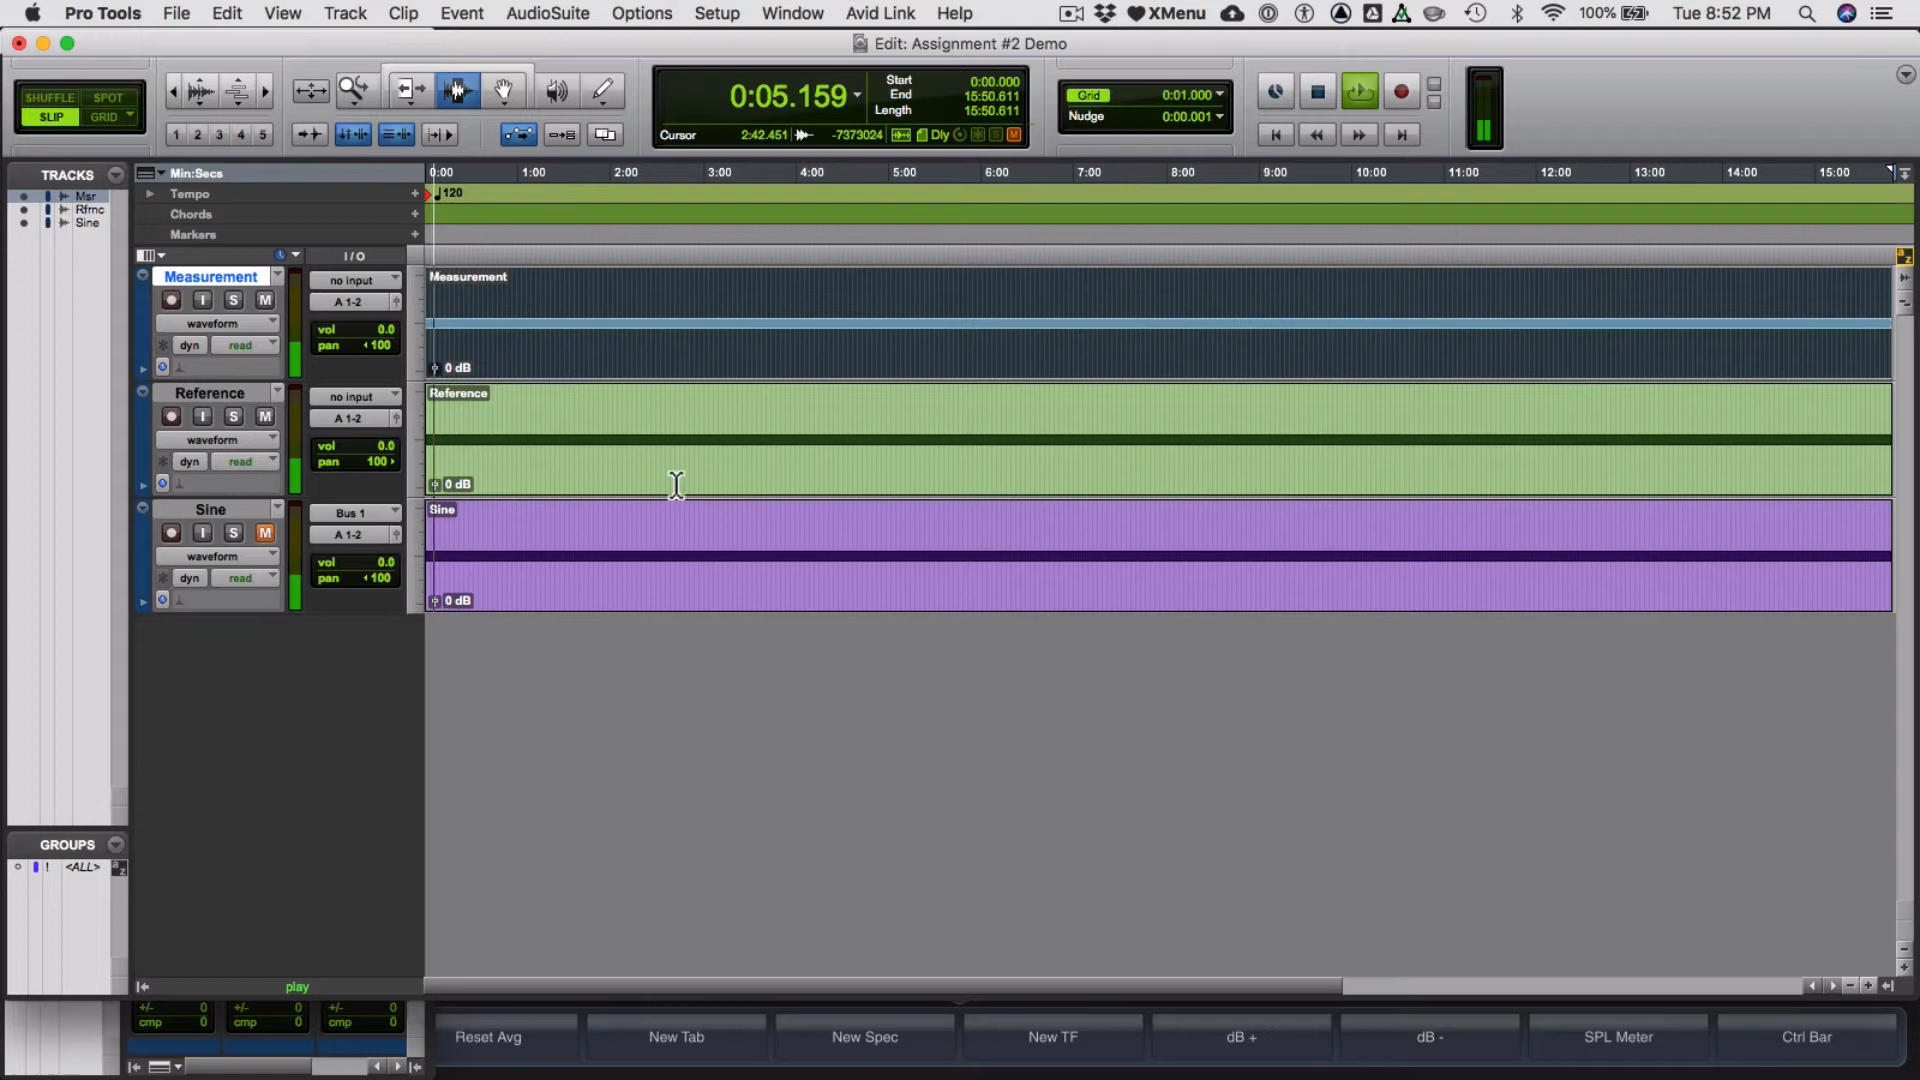 Pro Tools File Edit View Track Clip Event AudioSuite Options Setup Window Avid Link Help XMenu 100% Tue 8:52 PM
Edit: Assignment #2 Demo
SHUFFLE SPOT
SLIP GRID
1 2 3 4 5
0:05.159
Start 0:00.000
End 15:50.611
Length 15:50.611
Cursor 2:42.451 -7373024 Dly S M
Grid 0:01.000
Nudge 0:00.001
TRACKS
Msr
Rfrnc
Sine
Min:Secs 0:00 1:00 2:00 3:00 4:00 5:00 6:00 7:00 8:00 9:00 10:00 11:00 12:00 13:00 14:00 15:00
Tempo + 120
Chords +
Markers +
I/O
a z
Measurement
I S M
waveform
dyn read
no input
A 1-2
vol 0.0
pan ‹100
Measurement
0 dB
Reference
I S M
waveform
dyn read
no input
A 1-2
vol 0.0
pan 100›
Reference
0 dB
Sine
I S M
waveform
dyn read
Bus 1
A 1-2
vol 0.0
pan ‹100
Sine
0 dB
GROUPS
! <ALL> a z
play
+/- 0 +/- 0 +/- 0
cmp 0 cmp 0 cmp 0
Reset Avg New Tab New Spec New TF dB + dB - SPL Meter Ctrl Bar